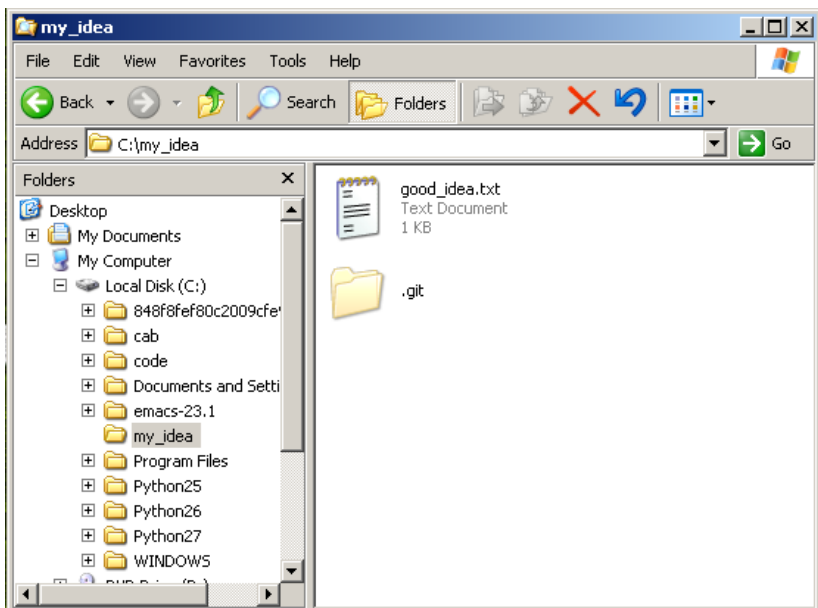 my_idea
File Edit View Favorites Tools Help
Back Search Folders
Address C:\my_idea Go
Folders
Desktop
My Documents
My Computer
Local Disk (C:)
848f8fef80c2009cfe
cab
code
Documents and Setti
emacs-23.1
my_idea
Program Files
Python25
Python26
Python27
WINDOWS
good_idea.txt
Text Document
1 KB
.git